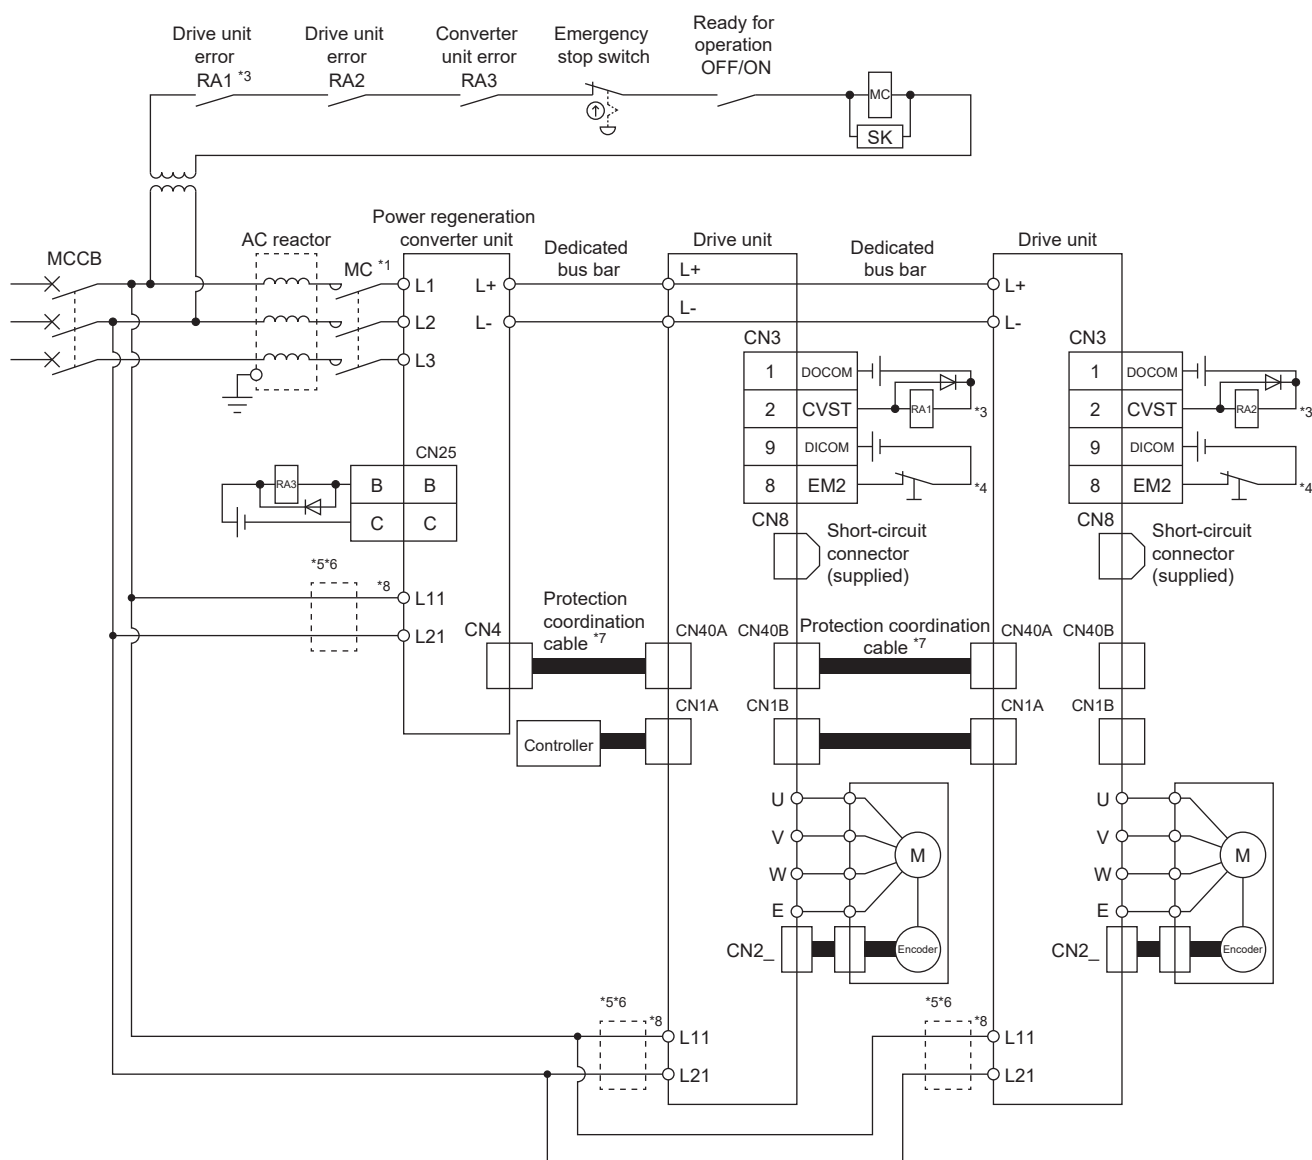 Drive unit
error
RA1 *3
Drive unit
error
RA2
Converter
unit error
RA3
Emergency
stop switch
Ready for
operation
OFF/ON
MC
SK
MCCB
AC reactor
MC *1
Power regeneration
converter unit
Dedicated
bus bar
Drive unit
Dedicated
bus bar
Drive unit
L1
L+
L+
L+
L2
L-
L-
L-
L3
CN3
1 DOCOM
2 CVST
RA1
*3
9 DICOM
8 EM2
*4
CN3
1 DOCOM
2 CVST
RA2
*3
9 DICOM
8 EM2
*4
CN25
RA3
B B
C C
CN8
Short-circuit
connector
(supplied)
CN8
Short-circuit
connector
(supplied)
*5*6
*8
L11
L21
CN4
Protection
coordination
cable *7
CN40A
CN40B
Protection coordination
cable *7
CN40A
CN40B
Controller
CN1A
CN1B
CN1A
CN1B
U
V
W
E
M
CN2_
Encoder
U
V
W
E
M
CN2_
Encoder
*5*6
*8
L11
L21
*5*6
*8
L11
L21